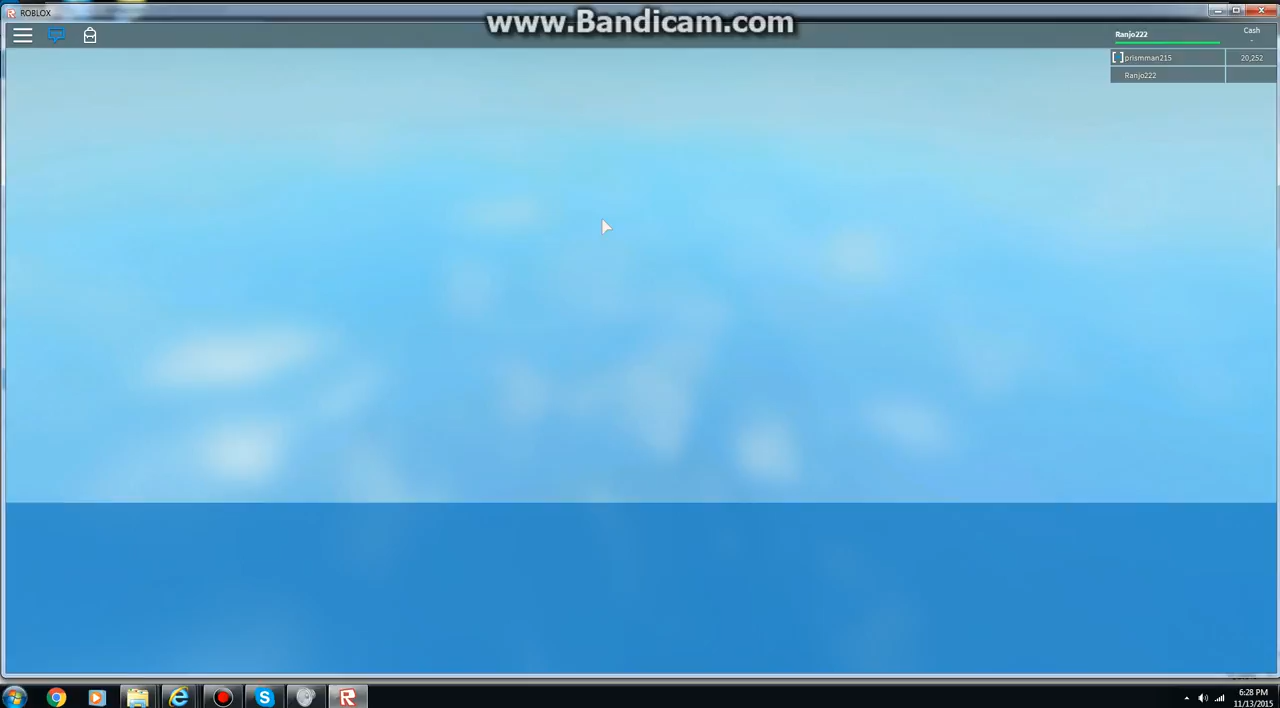 ROBLOX
www.Bandicam.com
Ranjo222
Cash
-
[ ]prismman215
20,252
Ranjo222
6:28 PM
11/13/2015